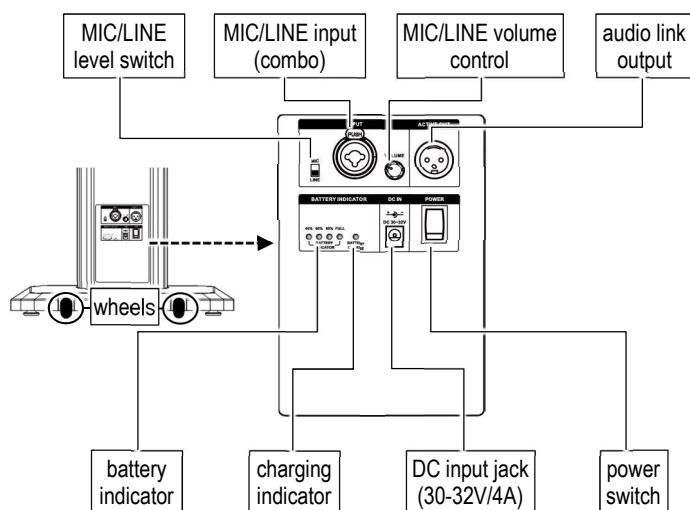 MIC/LINE
level switch
MIC/LINE input
(combo)
MIC/LINE volume
control
audio link
output
INPUT
PUSH
ACTIVE OUT
VOLUME
MIC
LINE
BATTERY INDICATOR
DC IN
POWER
40% 60% 80% FULL
DC 30~32V
BATTERY
wheels
battery
indicator
charging
indicator
DC input jack
(30-32V/4A)
power
switch